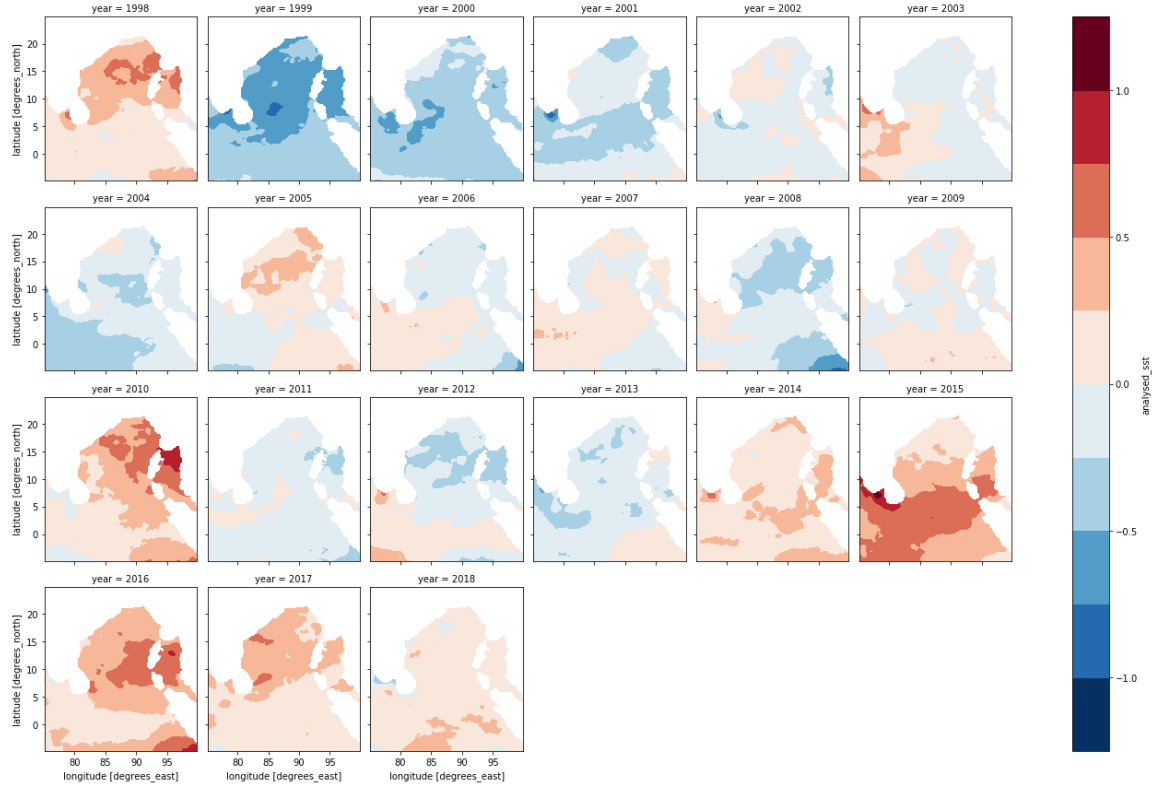 year = 1998
year = 1999
year = 2000
year = 2001
year = 2002
year = 2003
20
15
10
5
0
latitude [degrees_north]
year = 2004
year = 2005
year = 2006
year = 2007
year = 2008
year = 2009
20
15
10
5
0
latitude [degrees_north]
year = 2010
year = 2011
year = 2012
year = 2013
year = 2014
year = 2015
20
15
10
5
0
latitude [degrees_north]
year = 2016
year = 2017
year = 2018
20
15
10
5
0
latitude [degrees_north]
80 85 90 95
longitude [degrees_east]
80 85 90 95
longitude [degrees_east]
80 85 90 95
longitude [degrees_east]
1.0
0.5
0.0
−0.5
−1.0
analysed_sst